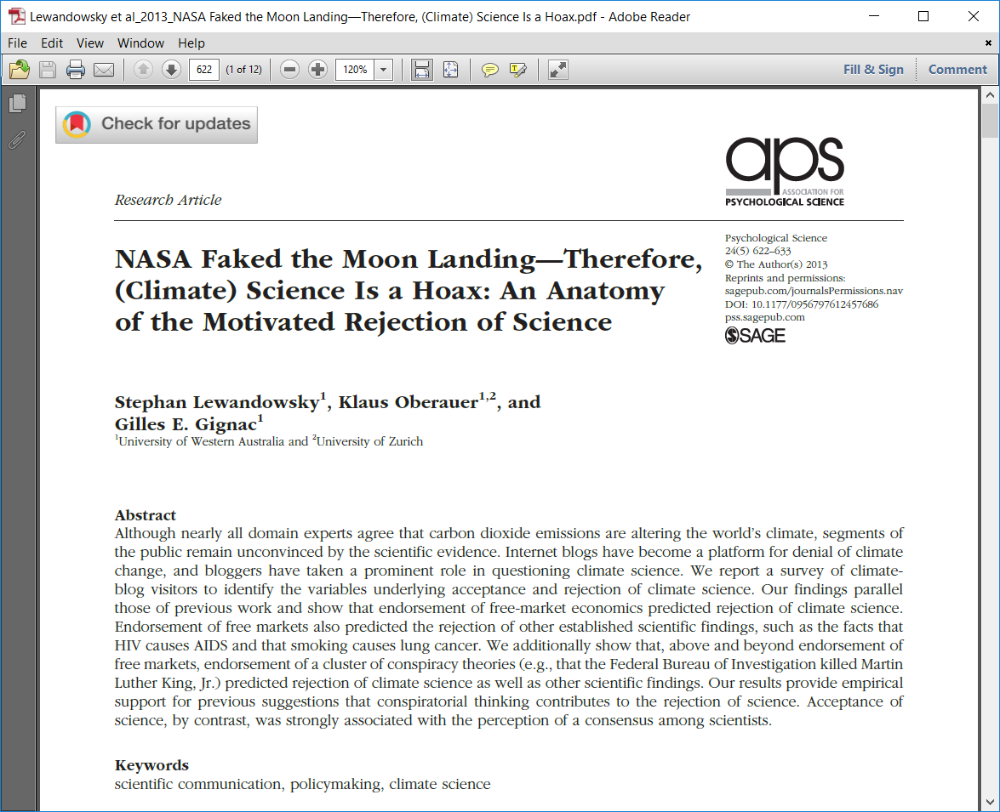 Lewandowsky et al_2013_NASA Faked the Moon Landing—Therefore, (Climate) Science Is a Hoax.pdf - Adobe Reader
File Edit View Window Help
622 (1 of 12) 120% Fill & Sign Comment
Check for updates
aps
ASSOCIATION FOR
PSYCHOLOGICAL SCIENCE
Research Article
NASA Faked the Moon Landing—Therefore,
(Climate) Science Is a Hoax: An Anatomy
of the Motivated Rejection of Science
Psychological Science
24(5) 622–633
© The Author(s) 2013
Reprints and permissions:
sagepub.com/journalsPermissions.nav
DOI: 10.1177/0956797612457686
pss.sagepub.com
SAGE
Stephan Lewandowsky1, Klaus Oberauer1,2, and
Gilles E. Gignac1
1University of Western Australia and 2University of Zurich
Abstract
Although nearly all domain experts agree that carbon dioxide emissions are altering the world's climate, segments of
the public remain unconvinced by the scientific evidence. Internet blogs have become a platform for denial of climate
change, and bloggers have taken a prominent role in questioning climate science. We report a survey of climate-
blog visitors to identify the variables underlying acceptance and rejection of climate science. Our findings parallel
those of previous work and show that endorsement of free-market economics predicted rejection of climate science.
Endorsement of free markets also predicted the rejection of other established scientific findings, such as the facts that
HIV causes AIDS and that smoking causes lung cancer. We additionally show that, above and beyond endorsement of
free markets, endorsement of a cluster of conspiracy theories (e.g., that the Federal Bureau of Investigation killed Martin
Luther King, Jr.) predicted rejection of climate science as well as other scientific findings. Our results provide empirical
support for previous suggestions that conspiratorial thinking contributes to the rejection of science. Acceptance of
science, by contrast, was strongly associated with the perception of a consensus among scientists.
Keywords
scientific communication, policymaking, climate science